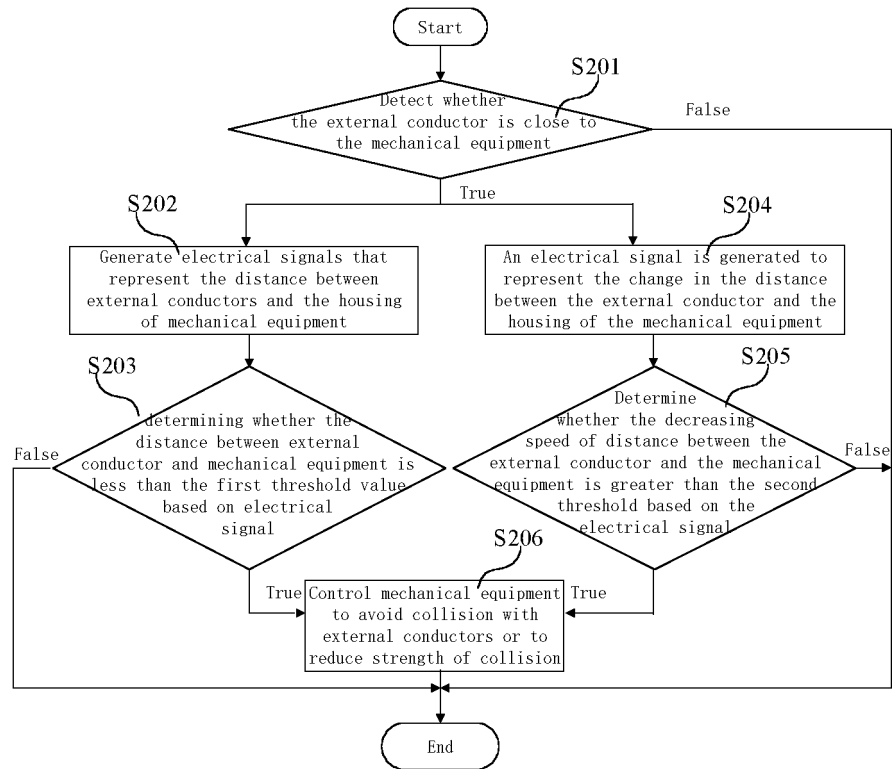 Start
S201
Detect whether
the external conductor is close to
the mechanical equipment
False
True
S202
Generate electrical signals that
represent the distance between
external conductors and the housing
of mechanical equipment
S204
An electrical signal is generated to
represent the change in the distance
between the external conductor and the
housing of the mechanical equipment
S203
determining whether the
distance between external
conductor and mechanical equipment is
less than the first threshold value
based on electrical
signal
False
S205
Determine
whether the decreasing
speed of distance between the
external conductor and the mechanical
equipment is greater than the second
threshold based on the
electrical signal
False
S206
True
Control mechanical equipment
to avoid collision with
external conductors or to
reduce strength of collision
True
End